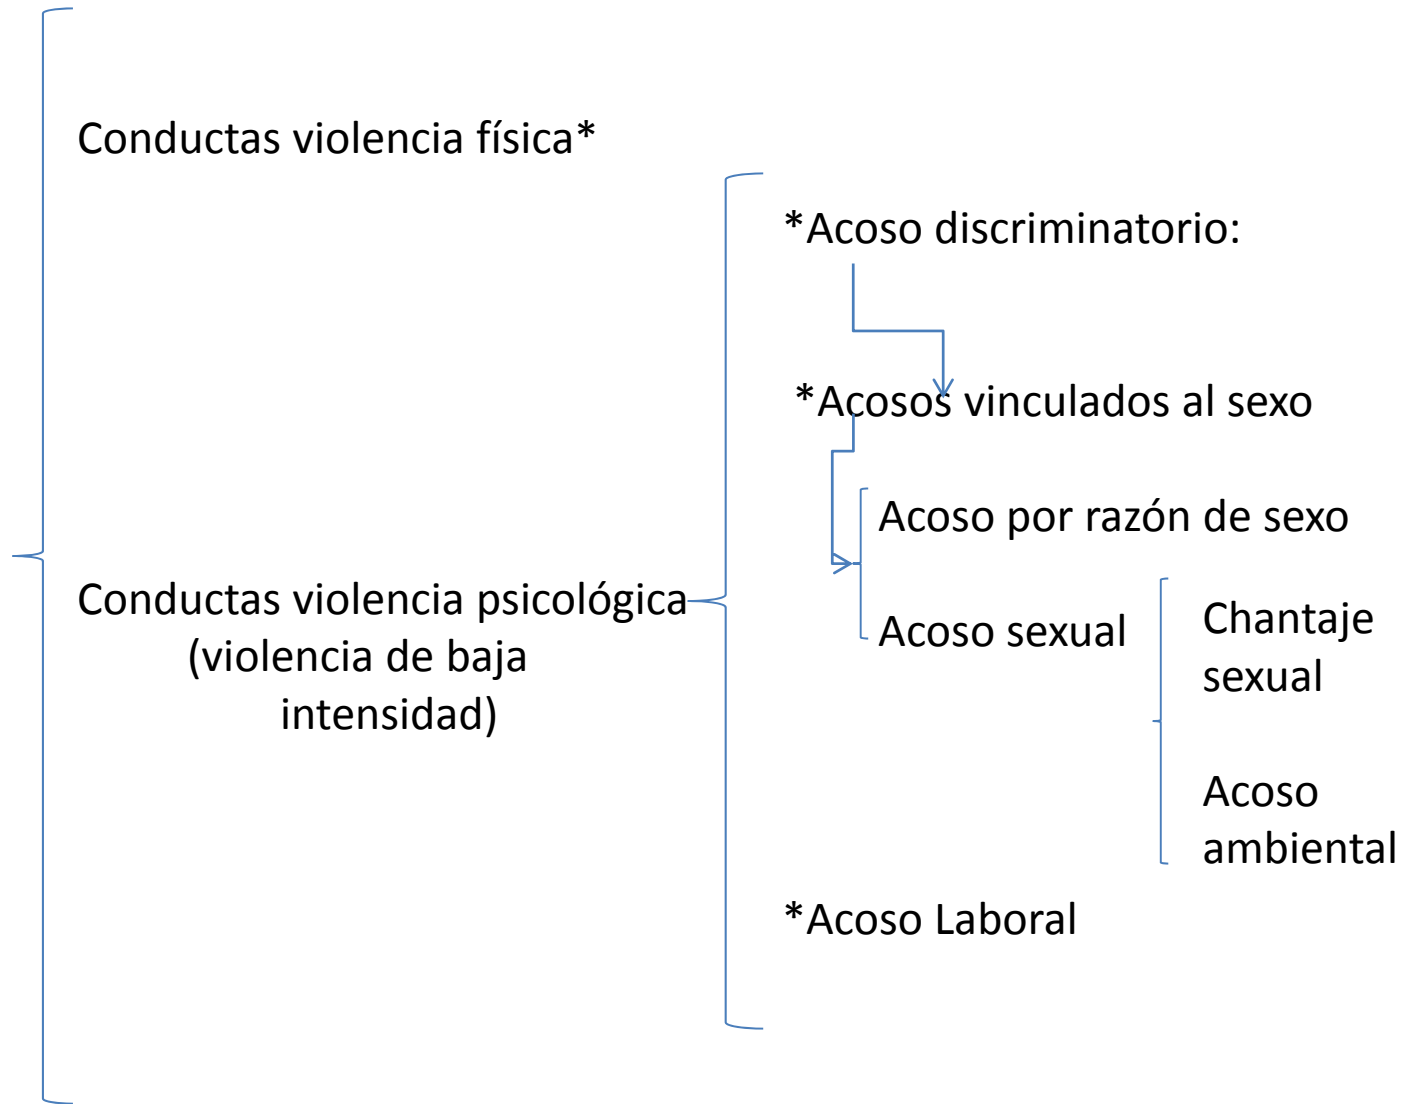 Conductas violencia física*
*Acoso discriminatorio:
*Acosos vinculados al sexo
Acoso por razón de sexo
Conductas violencia psicológica
(violencia de baja
intensidad)
Acoso sexual
Chantaje
sexual
Acoso
ambiental
*Acoso Laboral